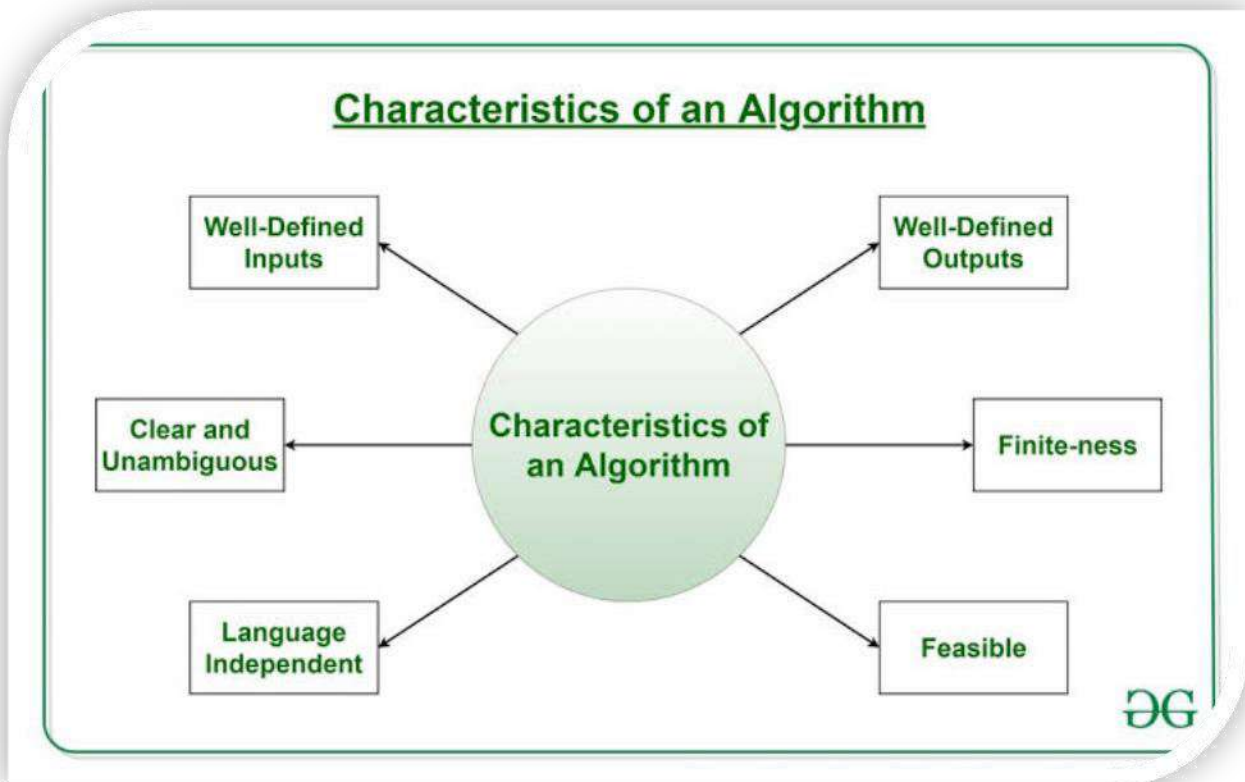 Characteristics of an Algorithm
Well-Defined
Inputs
Well-Defined
Outputs
Clear and
Unambiguous
Characteristics of
an Algorithm
Finite-ness
Language
Independent
Feasible
GG